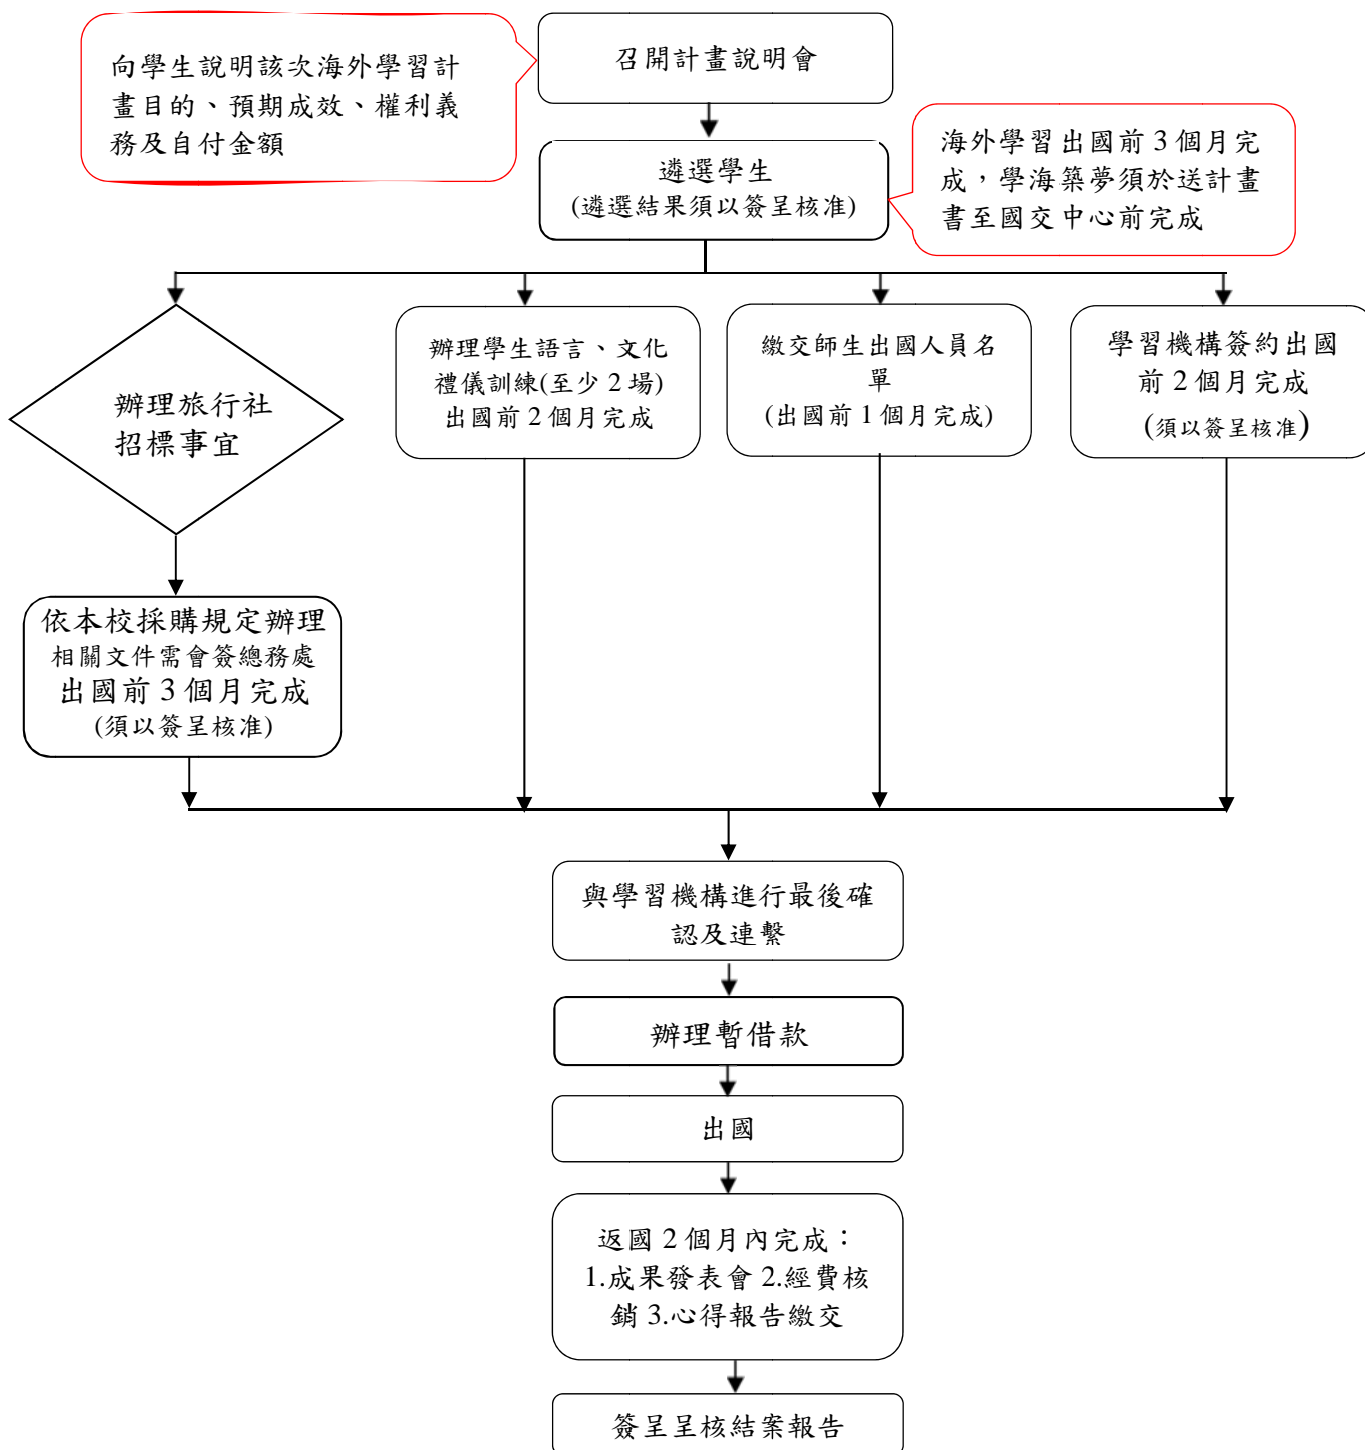 向學生說明該次海外學習計
畫目的、預期成效、權利義
務及自付金額
召開計畫說明會
遴選學生
(遴選結果須以簽呈核准)
海外學習出國前 3 個月完
成，學海築夢須於送計畫
書至國交中心前完成
辦理旅行社
招標事宜
辦理學生語言、文化
禮儀訓練(至少 2 場)
出國前 2 個月完成
繳交師生出國人員名
單
(出國前 1 個月完成)
學習機構簽約出國
前 2 個月完成
(須以簽呈核准)
依本校採購規定辦理
相關文件需會簽總務處
出國前 3 個月完成
(須以簽呈核准)
與學習機構進行最後確
認及連繫
辦理暫借款
出國
返國 2 個月內完成：
1.成果發表會 2.經費核
銷 3.心得報告繳交
簽呈呈核結案報告